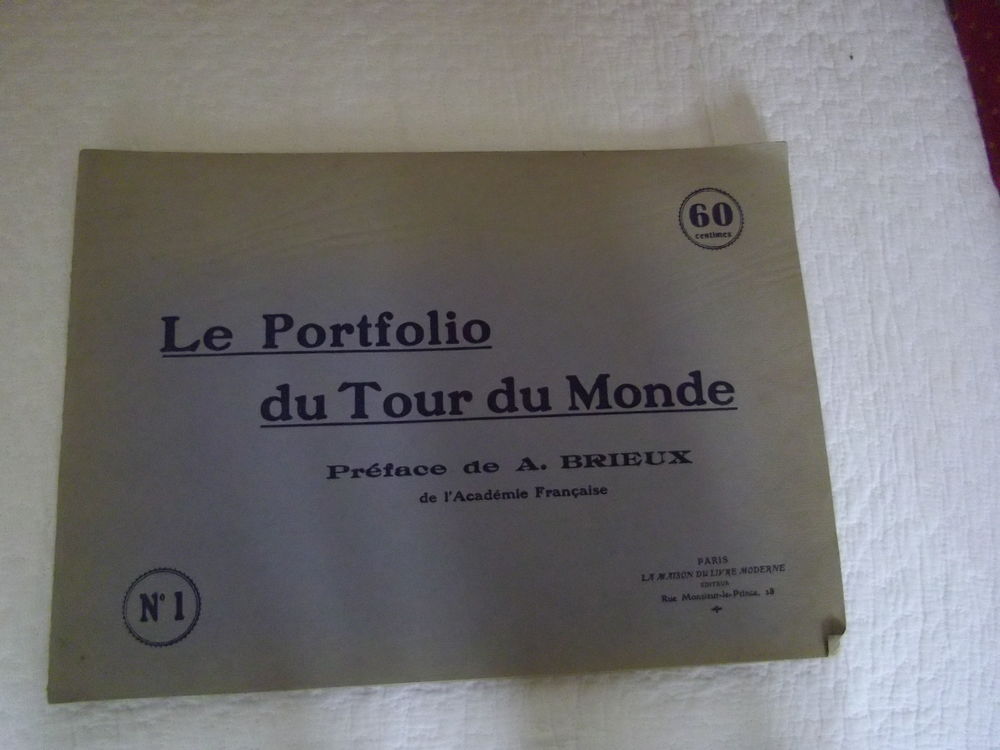 60
centimes
Le Portfolio
du Tour du Monde
Préface de A. BRIEUX
de l'Académie Française
N° 1
PARIS
LA MAISON DU LIVRE MODERNE
EDITEUR
Rue Monsieur-le-Prince, 18